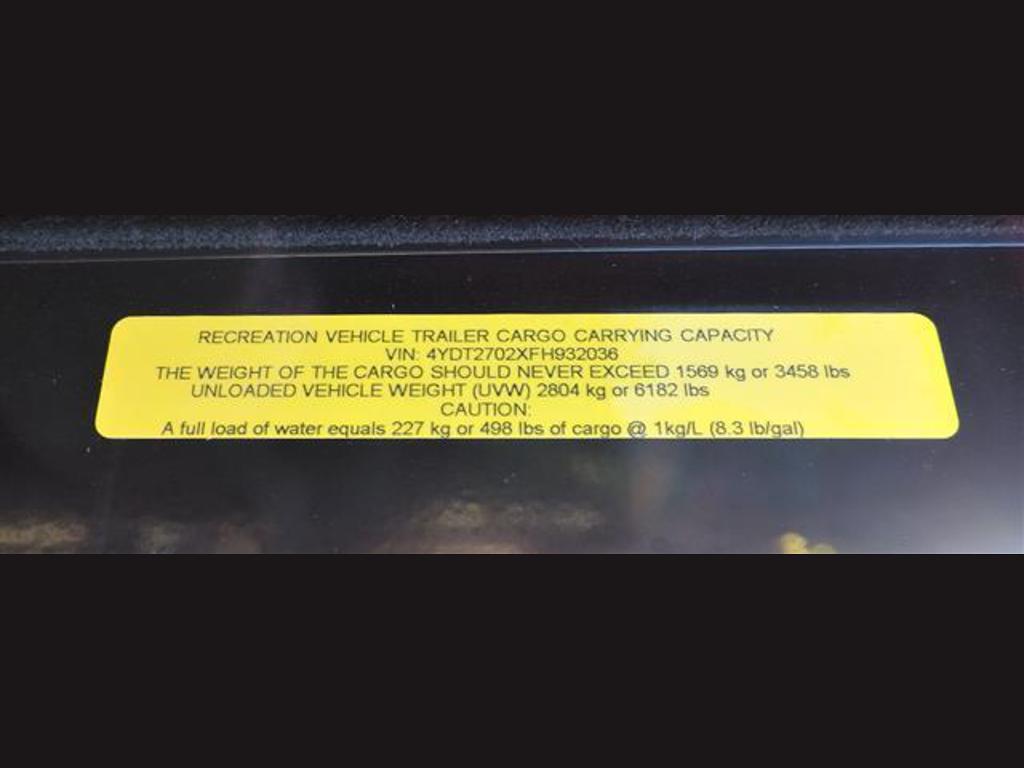 RECREATION VEHICLE TRAILER CARGO CARRYING CAPACITY
VIN: 4YDT2702XFH932036
THE WEIGHT OF THE CARGO SHOULD NEVER EXCEED 1569 kg or 3458 lbs
UNLOADED VEHICLE WEIGHT (UVW) 2804 kg or 6182 lbs
CAUTION:
A full load of water equals 227 kg or 498 lbs of cargo @ 1kg/L (8.3 lb/gal)